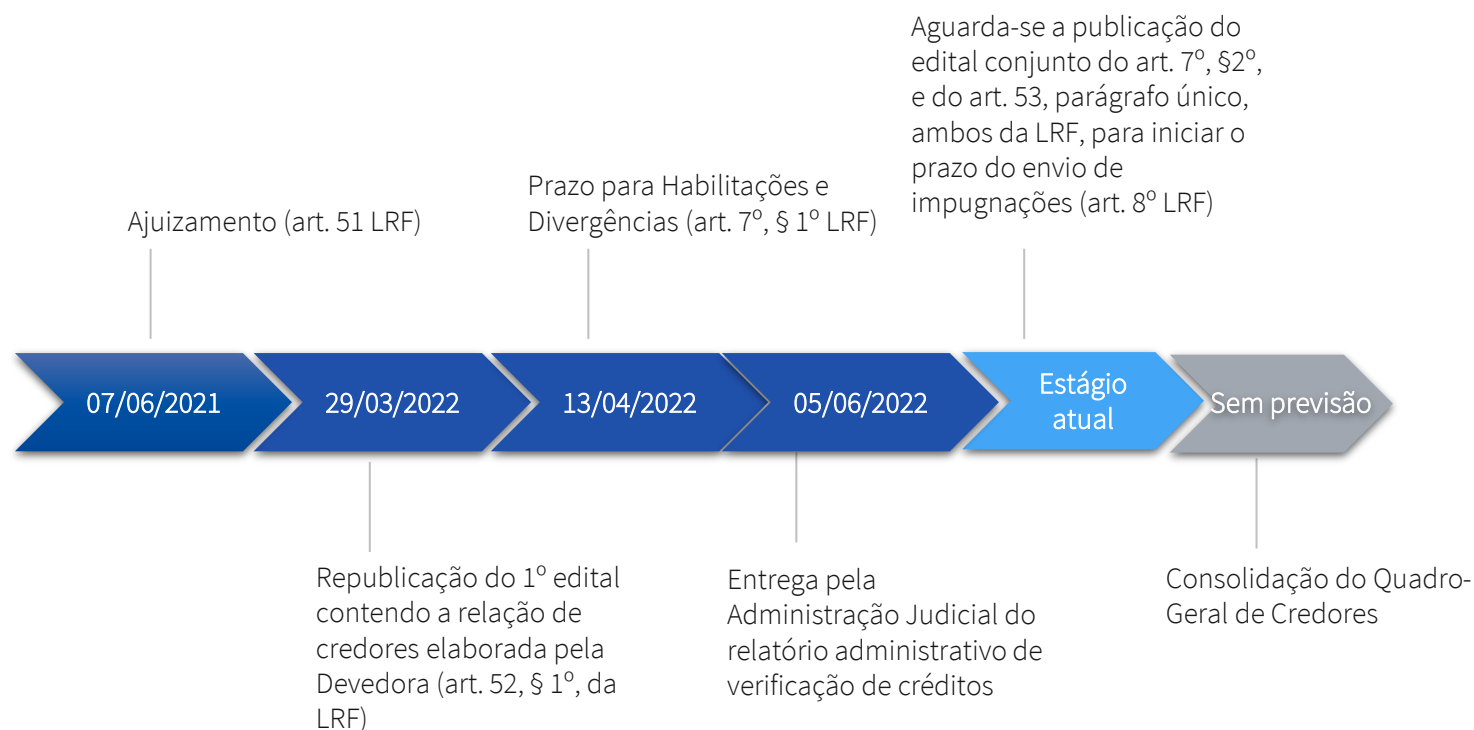 Aguarda-se a publicação do
edital conjunto do art. 7º, §2º,
e do art. 53, parágrafo único,
ambos da LRF, para iniciar o
prazo do envio de
impugnações (art. 8º LRF)
Prazo para Habilitações e
Divergências (art. 7º, § 1º LRF)
Ajuizamento (art. 51 LRF)
07/06/2021
29/03/2022
13/04/2022
05/06/2022
Estágio
atual
Sem previsão
Republicação do 1º edital
contendo a relação de
credores elaborada pela
Devedora (art. 52, § 1º, da
LRF)
Entrega pela
Administração Judicial do
relatório administrativo de
verificação de créditos
Consolidação do Quadro-
Geral de Credores